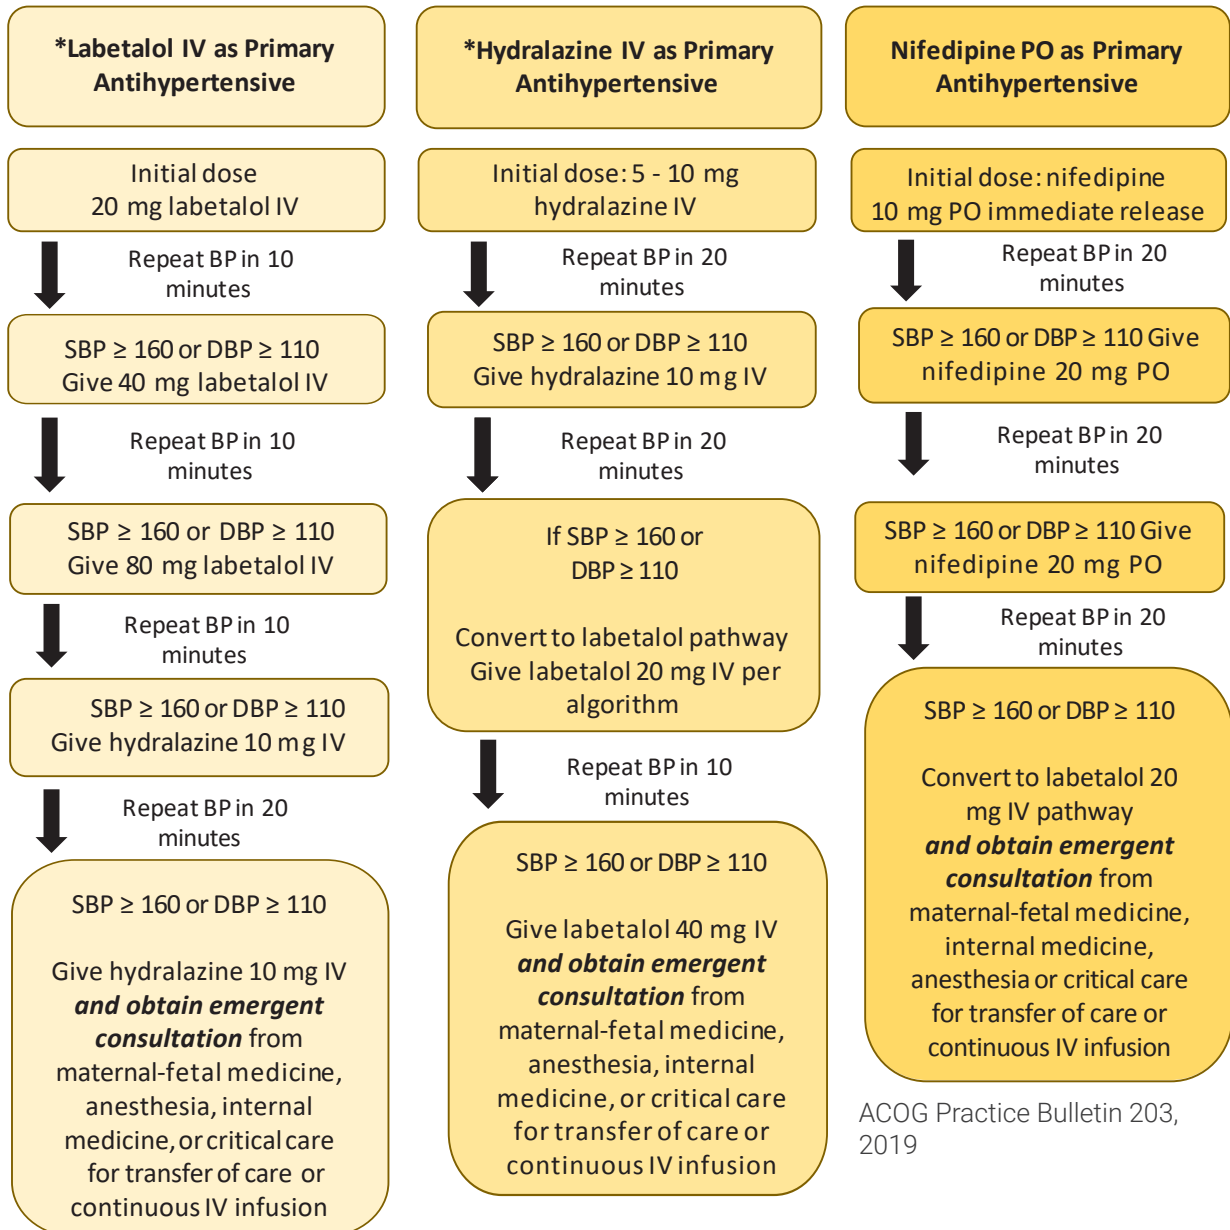 *Labetalol IV as Primary
Antihypertensive
Initial dose
20 mg labetalol IV
Repeat BP in 10
minutes
SBP ≥ 160 or DBP ≥ 110
Give 40 mg labetalol IV
Repeat BP in 10
minutes
SBP ≥ 160 or DBP ≥ 110
Give 80 mg labetalol IV
Repeat BP in 10
minutes
SBP ≥ 160 or DBP ≥ 110
Give hydralazine 10 mg IV
Repeat BP in 20
minutes
SBP ≥ 160 or DBP ≥ 110
Give hydralazine 10 mg IV
and obtain emergent
consultation from
maternal-fetal medicine,
anesthesia, internal
medicine, or critical care
for transfer of care or
continuous IV infusion
*Hydralazine IV as Primary
Antihypertensive
Initial dose: 5 - 10 mg
hydralazine IV
Repeat BP in 20
minutes
SBP ≥ 160 or DBP ≥ 110
Give hydralazine 10 mg IV
Repeat BP in 20
minutes
If SBP ≥ 160 or
DBP ≥ 110
Convert to labetalol pathway
Give labetalol 20 mg IV per
algorithm
Repeat BP in 10
minutes
SBP ≥ 160 or DBP ≥ 110
Give labetalol 40 mg IV
and obtain emergent
consultation from
maternal-fetal medicine,
anesthesia, internal
medicine, or critical care
for transfer of care or
continuous IV infusion
Nifedipine PO as Primary
Antihypertensive
Initial dose: nifedipine
10 mg PO immediate release
Repeat BP in 20
minutes
SBP ≥ 160 or DBP ≥ 110 Give
nifedipine 20 mg PO
Repeat BP in 20
minutes
SBP ≥ 160 or DBP ≥ 110 Give
nifedipine 20 mg PO
Repeat BP in 20
minutes
SBP ≥ 160 or DBP ≥ 110
Convert to labetalol 20
mg IV pathway
and obtain emergent
consultation from
maternal-fetal medicine,
internal medicine,
anesthesia or critical care
for transfer of care or
continuous IV infusion
ACOG Practice Bulletin 203,
2019